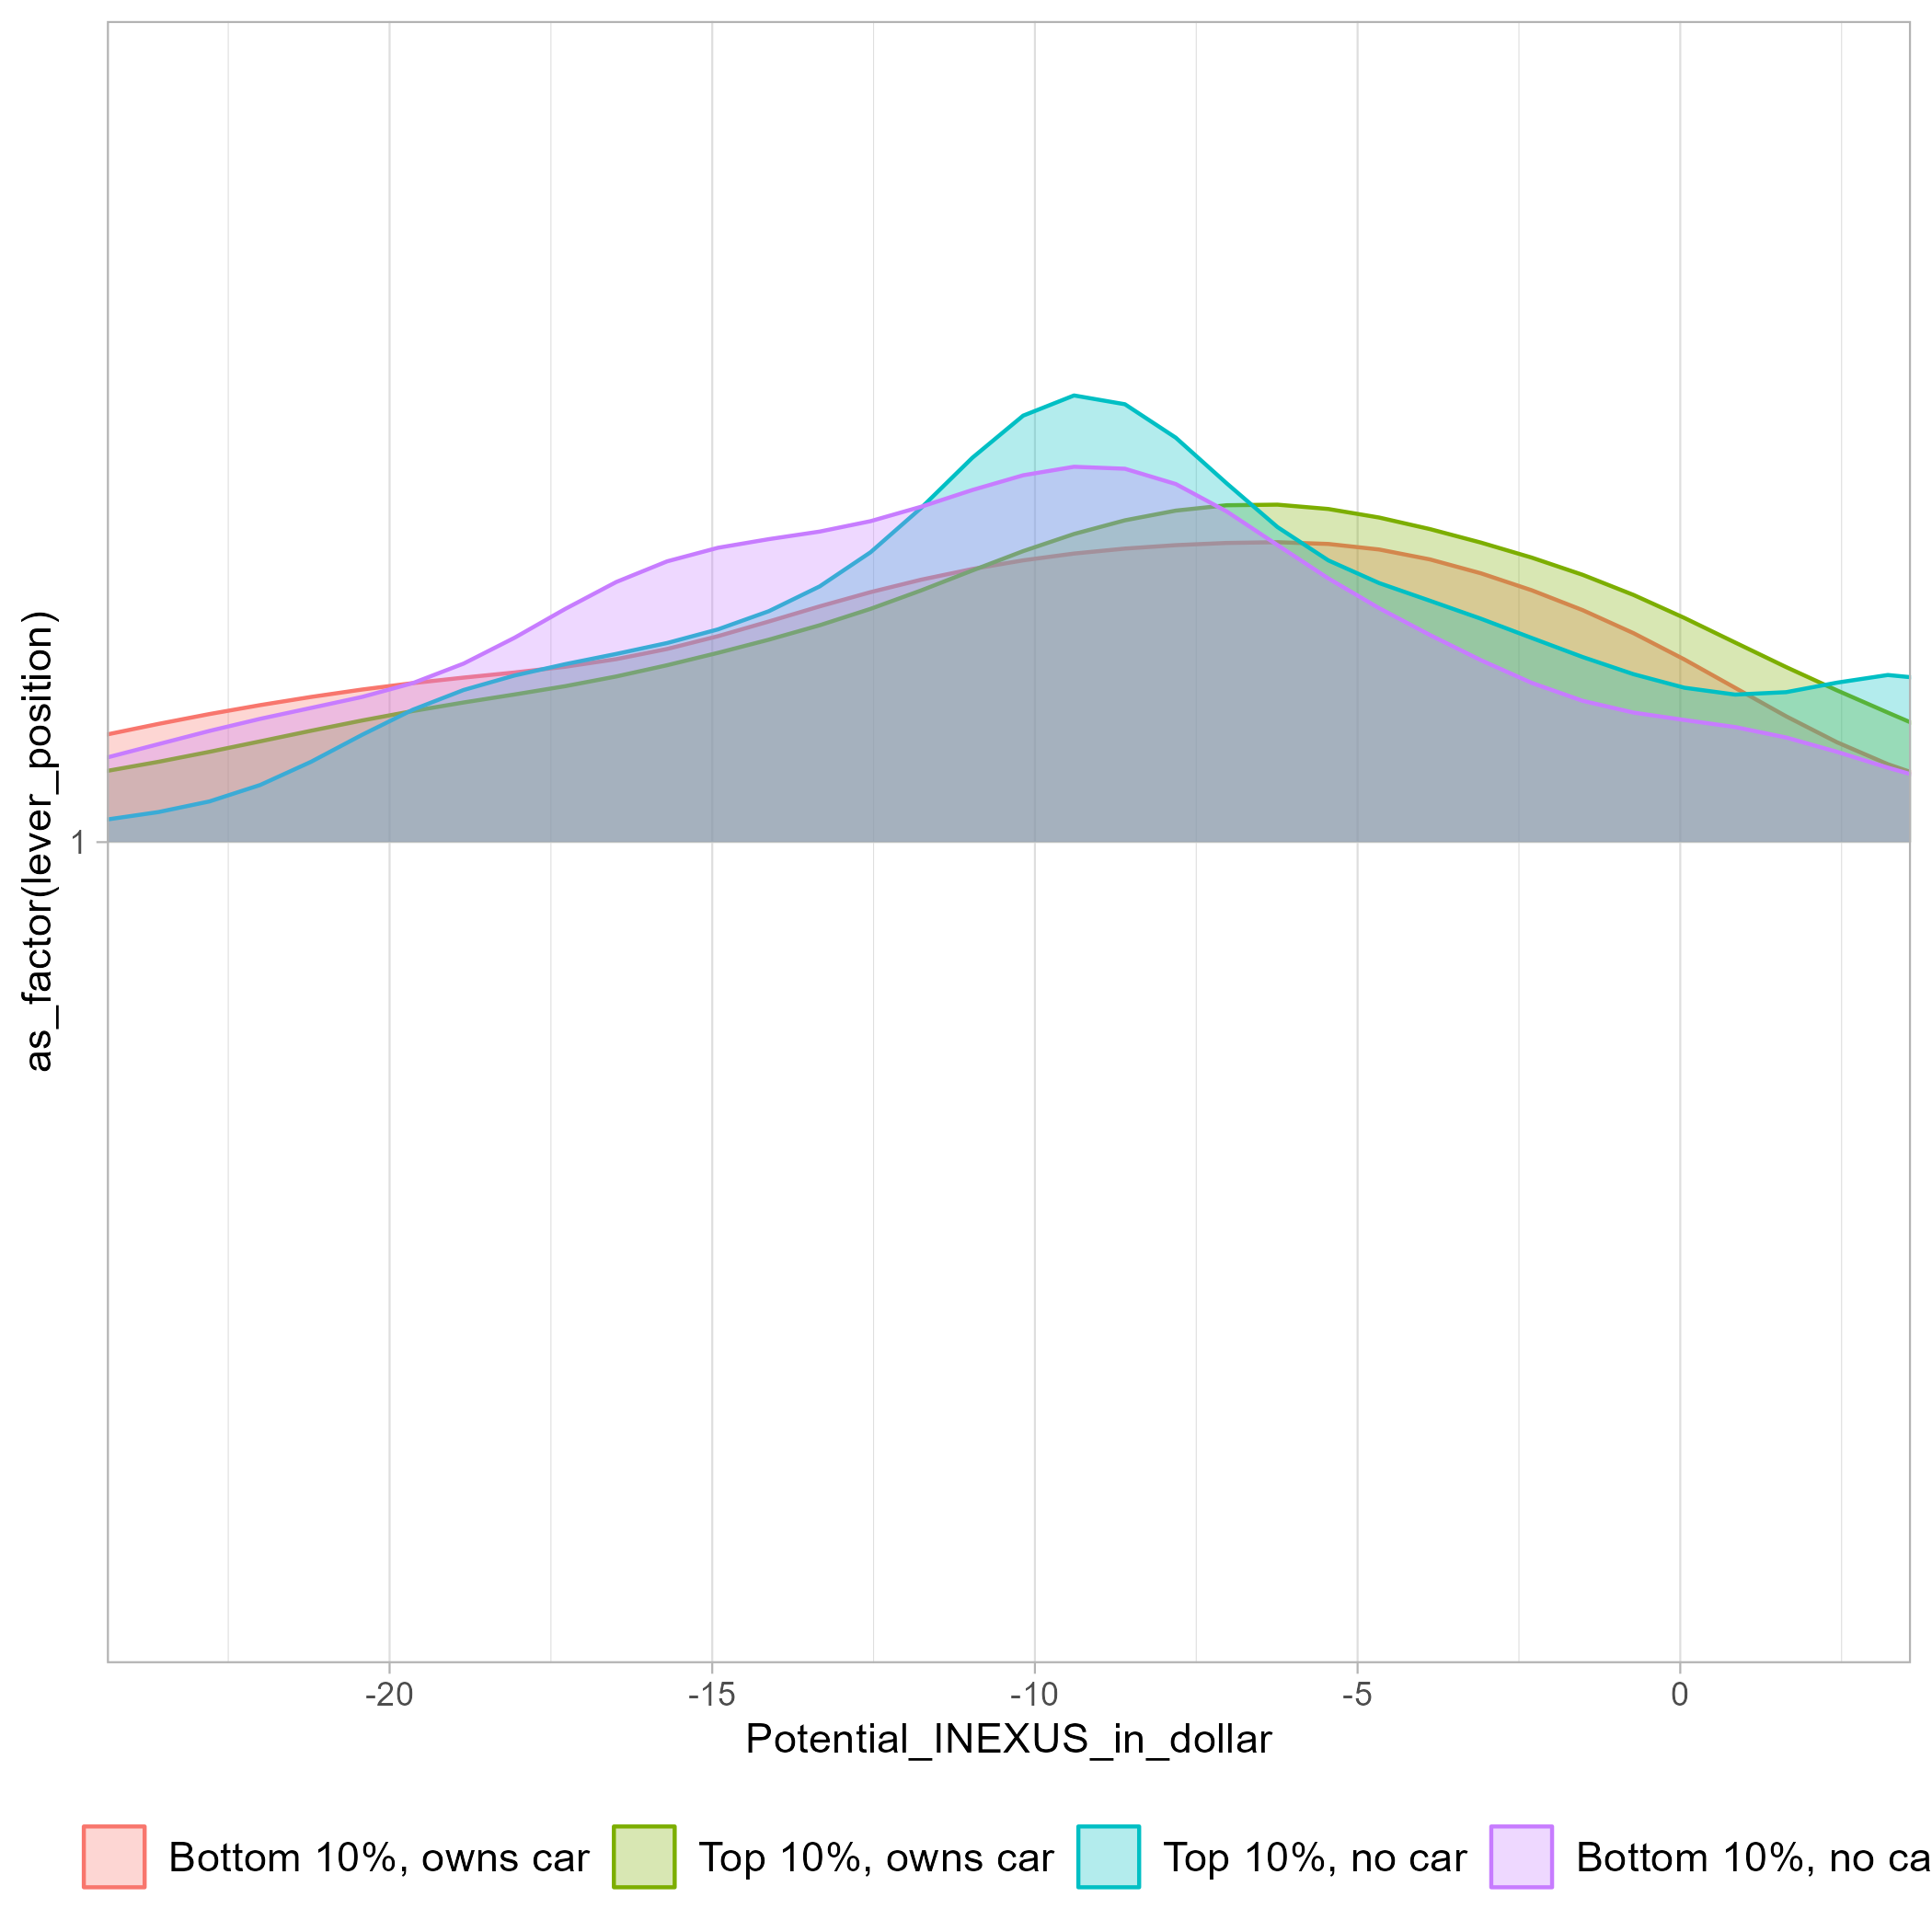 as_factor(lever_position)
1
-20 -15 -10 -5 0
Potential_INEXUS_in_dollar
Bottom 10%, owns car Top 10%, owns car Top 10%, no car Bottom 10%, no ca